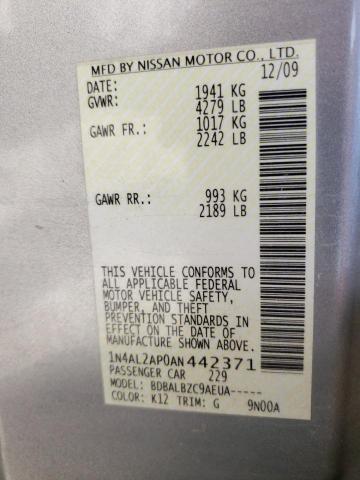 MFD BY NISSAN MOTOR CO., LTD.
DATE: 12/09
GVWR: 1941 KG
4279 LB
GAWR FR.: 1017 KG
2242 LB
GAWR RR.: 993 KG
2189 LB
THIS VEHICLE CONFORMS TO
ALL APPLICABLE FEDERAL
MOTOR VEHICLE SAFETY,
BUMPER, AND THEFT
PREVENTION STANDARDS IN
EFFECT ON THE DATE OF
MANUFACTURE SHOWN ABOVE.
1N4AL2AP0AN442371
PASSENGER CAR 229
MODEL: BDBALBZC9AEUA-----
COLOR: K12 TRIM: G 9N00A